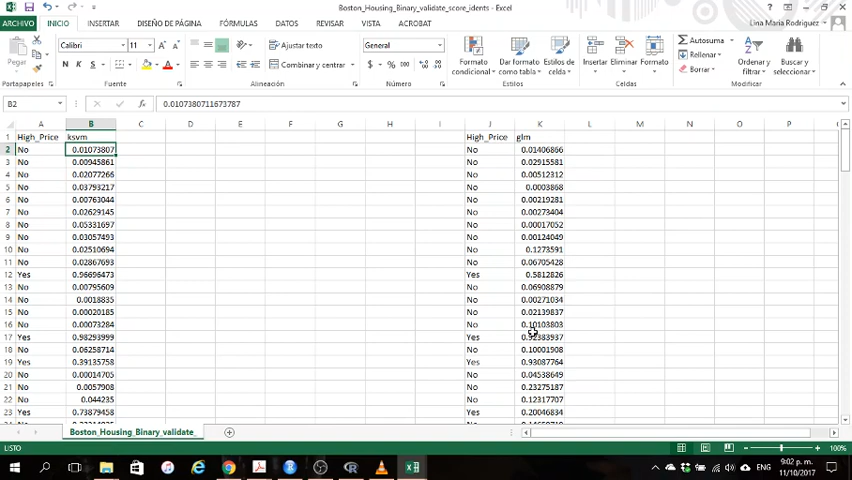 Boston_Housing_Binary_validate_score_idents - Excel
ARCHIVO INICIO INSERTAR DISEÑO DE PÁGINA FÓRMULAS DATOS REVISAR VISTA ACROBAT Lina Maria Rodriguez
Pegar Calibri 11 Ajustar texto General Formato condicional Dar formato como tabla Estilos de celda Insertar Eliminar Formato Autosuma Rellenar Borrar Ordenar y filtrar Buscar y seleccionar
N K S Combinar y centrar $ % 
Portapapeles Fuente Alineación Número Estilos Celdas Modificar
B2 0.0107380711673787
A B C D E F G H I J K L M N O P
1 High_Price ksvm High_Price glm
2 No 0.01073807 No 0.01406866
3 No 0.00945861 No 0.02915581
4 No 0.02077266 No 0.00512312
5 No 0.03793217 No 0.0003868
6 No 0.00763044 No 0.00219281
7 No 0.02629145 No 0.00273404
8 No 0.05331697 No 0.00017052
9 No 0.03057493 No 0.00124049
10 No 0.02510694 No 0.1273591
11 No 0.02867693 No 0.06705428
12 Yes 0.96696473 Yes 0.5812826
13 No 0.00795609 No 0.06908879
14 No 0.0018835 No 0.00271034
15 No 0.00020185 No 0.02139837
16 No 0.00073284 No 0.10103803
17 Yes 0.98293999 Yes
18 No 0.06258714 No 0.10001908
19 Yes 0.39135758 Yes 0.93087764
20 No 0.00014705 No 0.04538649
21 No 0.0057908 No 0.23275187
22 No 0.044235 No 0.12317707
23 Yes 0.73879458 Yes 0.20046834
Boston_Housing_Binary_validate_
LISTO 100%
ENG 9:02 p. m.
11/10/2017